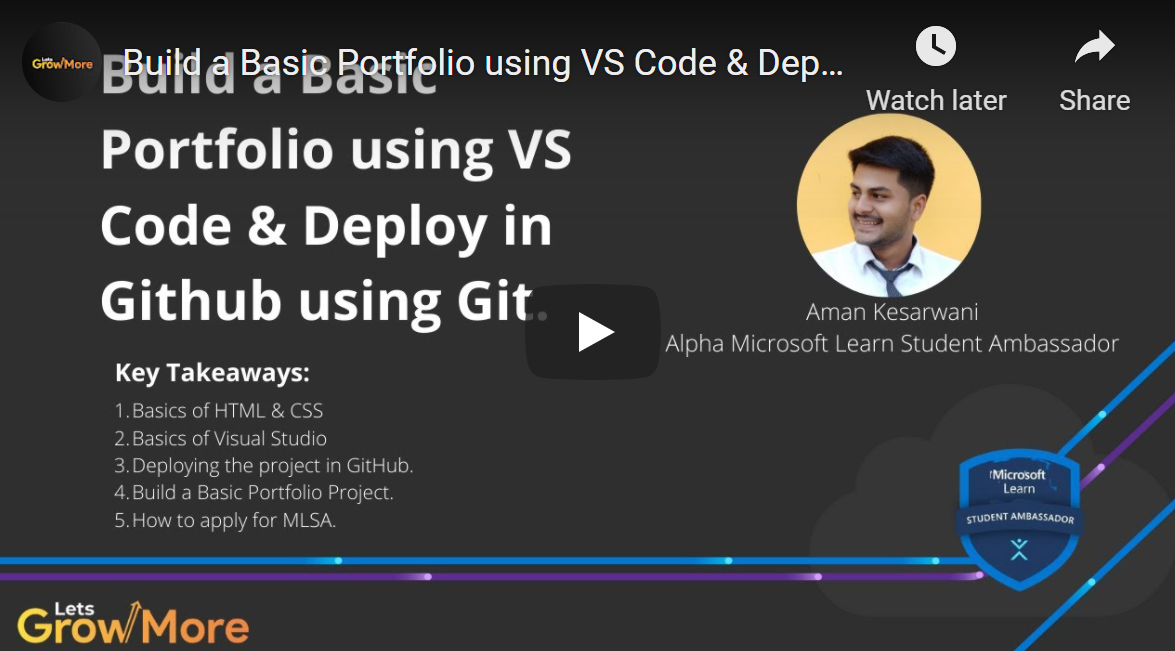 Lets
GrowMore
Build a Basic Portfolio using VS Code & Dep...
Watch later
Share
Build a Basic
Portfolio using VS
Code & Deploy in
Github using Git.
Aman Kesarwani
Alpha Microsoft Learn Student Ambassador
Key Takeaways:
1.Basics of HTML & CSS
2.Basics of Visual Studio
3.Deploying the project in GitHub.
4.Build a Basic Portfolio Project.
5.How to apply for MLSA.
Microsoft
Learn
STUDENT AMBASSADOR
Lets
GrowMore